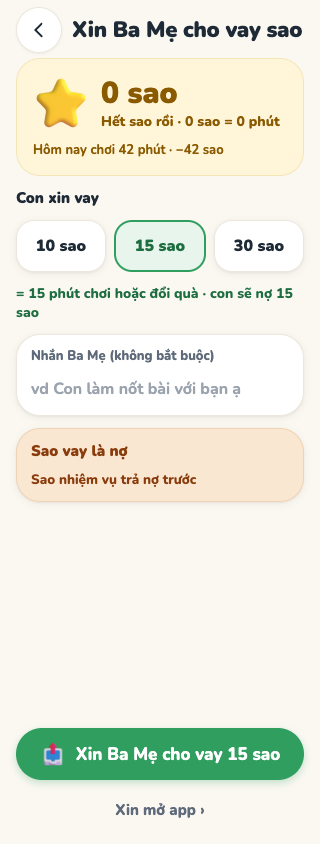 Xin Ba Mẹ cho vay sao
0 sao
Hết sao rồi · 0 sao = 0 phút
Hôm nay chơi 42 phút · −42 sao
Con xin vay
10 sao
15 sao
30 sao
= 15 phút chơi hoặc đổi quà · con sẽ nợ 15
sao
Nhắn Ba Mẹ (không bắt buộc)
vd Con làm nốt bài với bạn ạ
Sao vay là nợ
Sao nhiệm vụ trả nợ trước
Xin Ba Mẹ cho vay 15 sao
Xin mở app ›